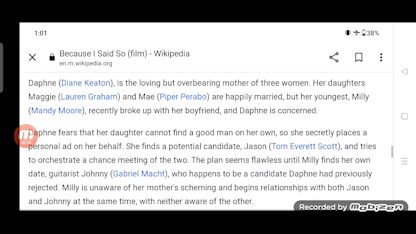 1:01
38%
Because I Said So (film) - Wikipedia
en.m.wikipedia.org
Daphne (Diane Keaton), is the loving but overbearing mother of three women. Her daughters
Maggie (Lauren Graham) and Mae (Piper Perabo) are happily married, but her youngest, Milly
(Mandy Moore), recently broke up with her boyfriend, and Daphne is concerned.
Daphne fears that her daughter cannot find a good man on her own, so she secretly places a
personal ad on her behalf. She finds a potential candidate, Jason (Tom Everett Scott), and tries
to orchestrate a chance meeting of the two. The plan seems flawless until Milly finds her own
date, guitarist Johnny (Gabriel Macht), who happens to be a candidate Daphne had previously
rejected. Milly is unaware of her mother's scheming and begins relationships with both Jason
and Johnny at the same time, with neither aware of the other.
Recorded by Mobizen